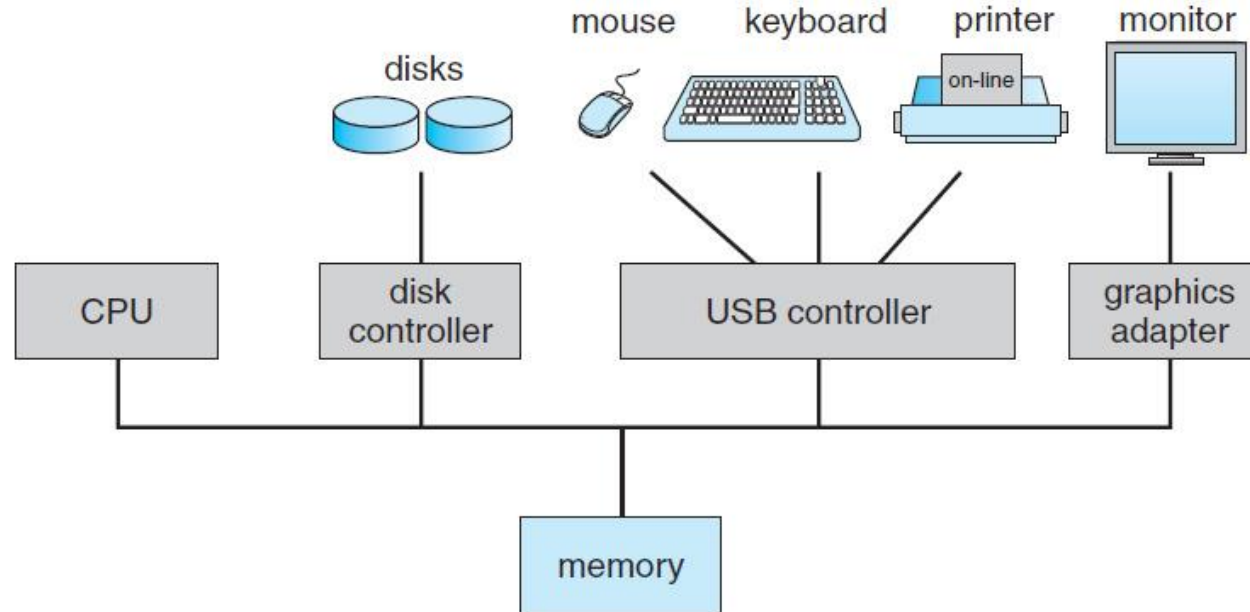 mouse keyboard printer monitor
disks
on-line
CPU
disk
controller
USB controller
graphics
adapter
memory